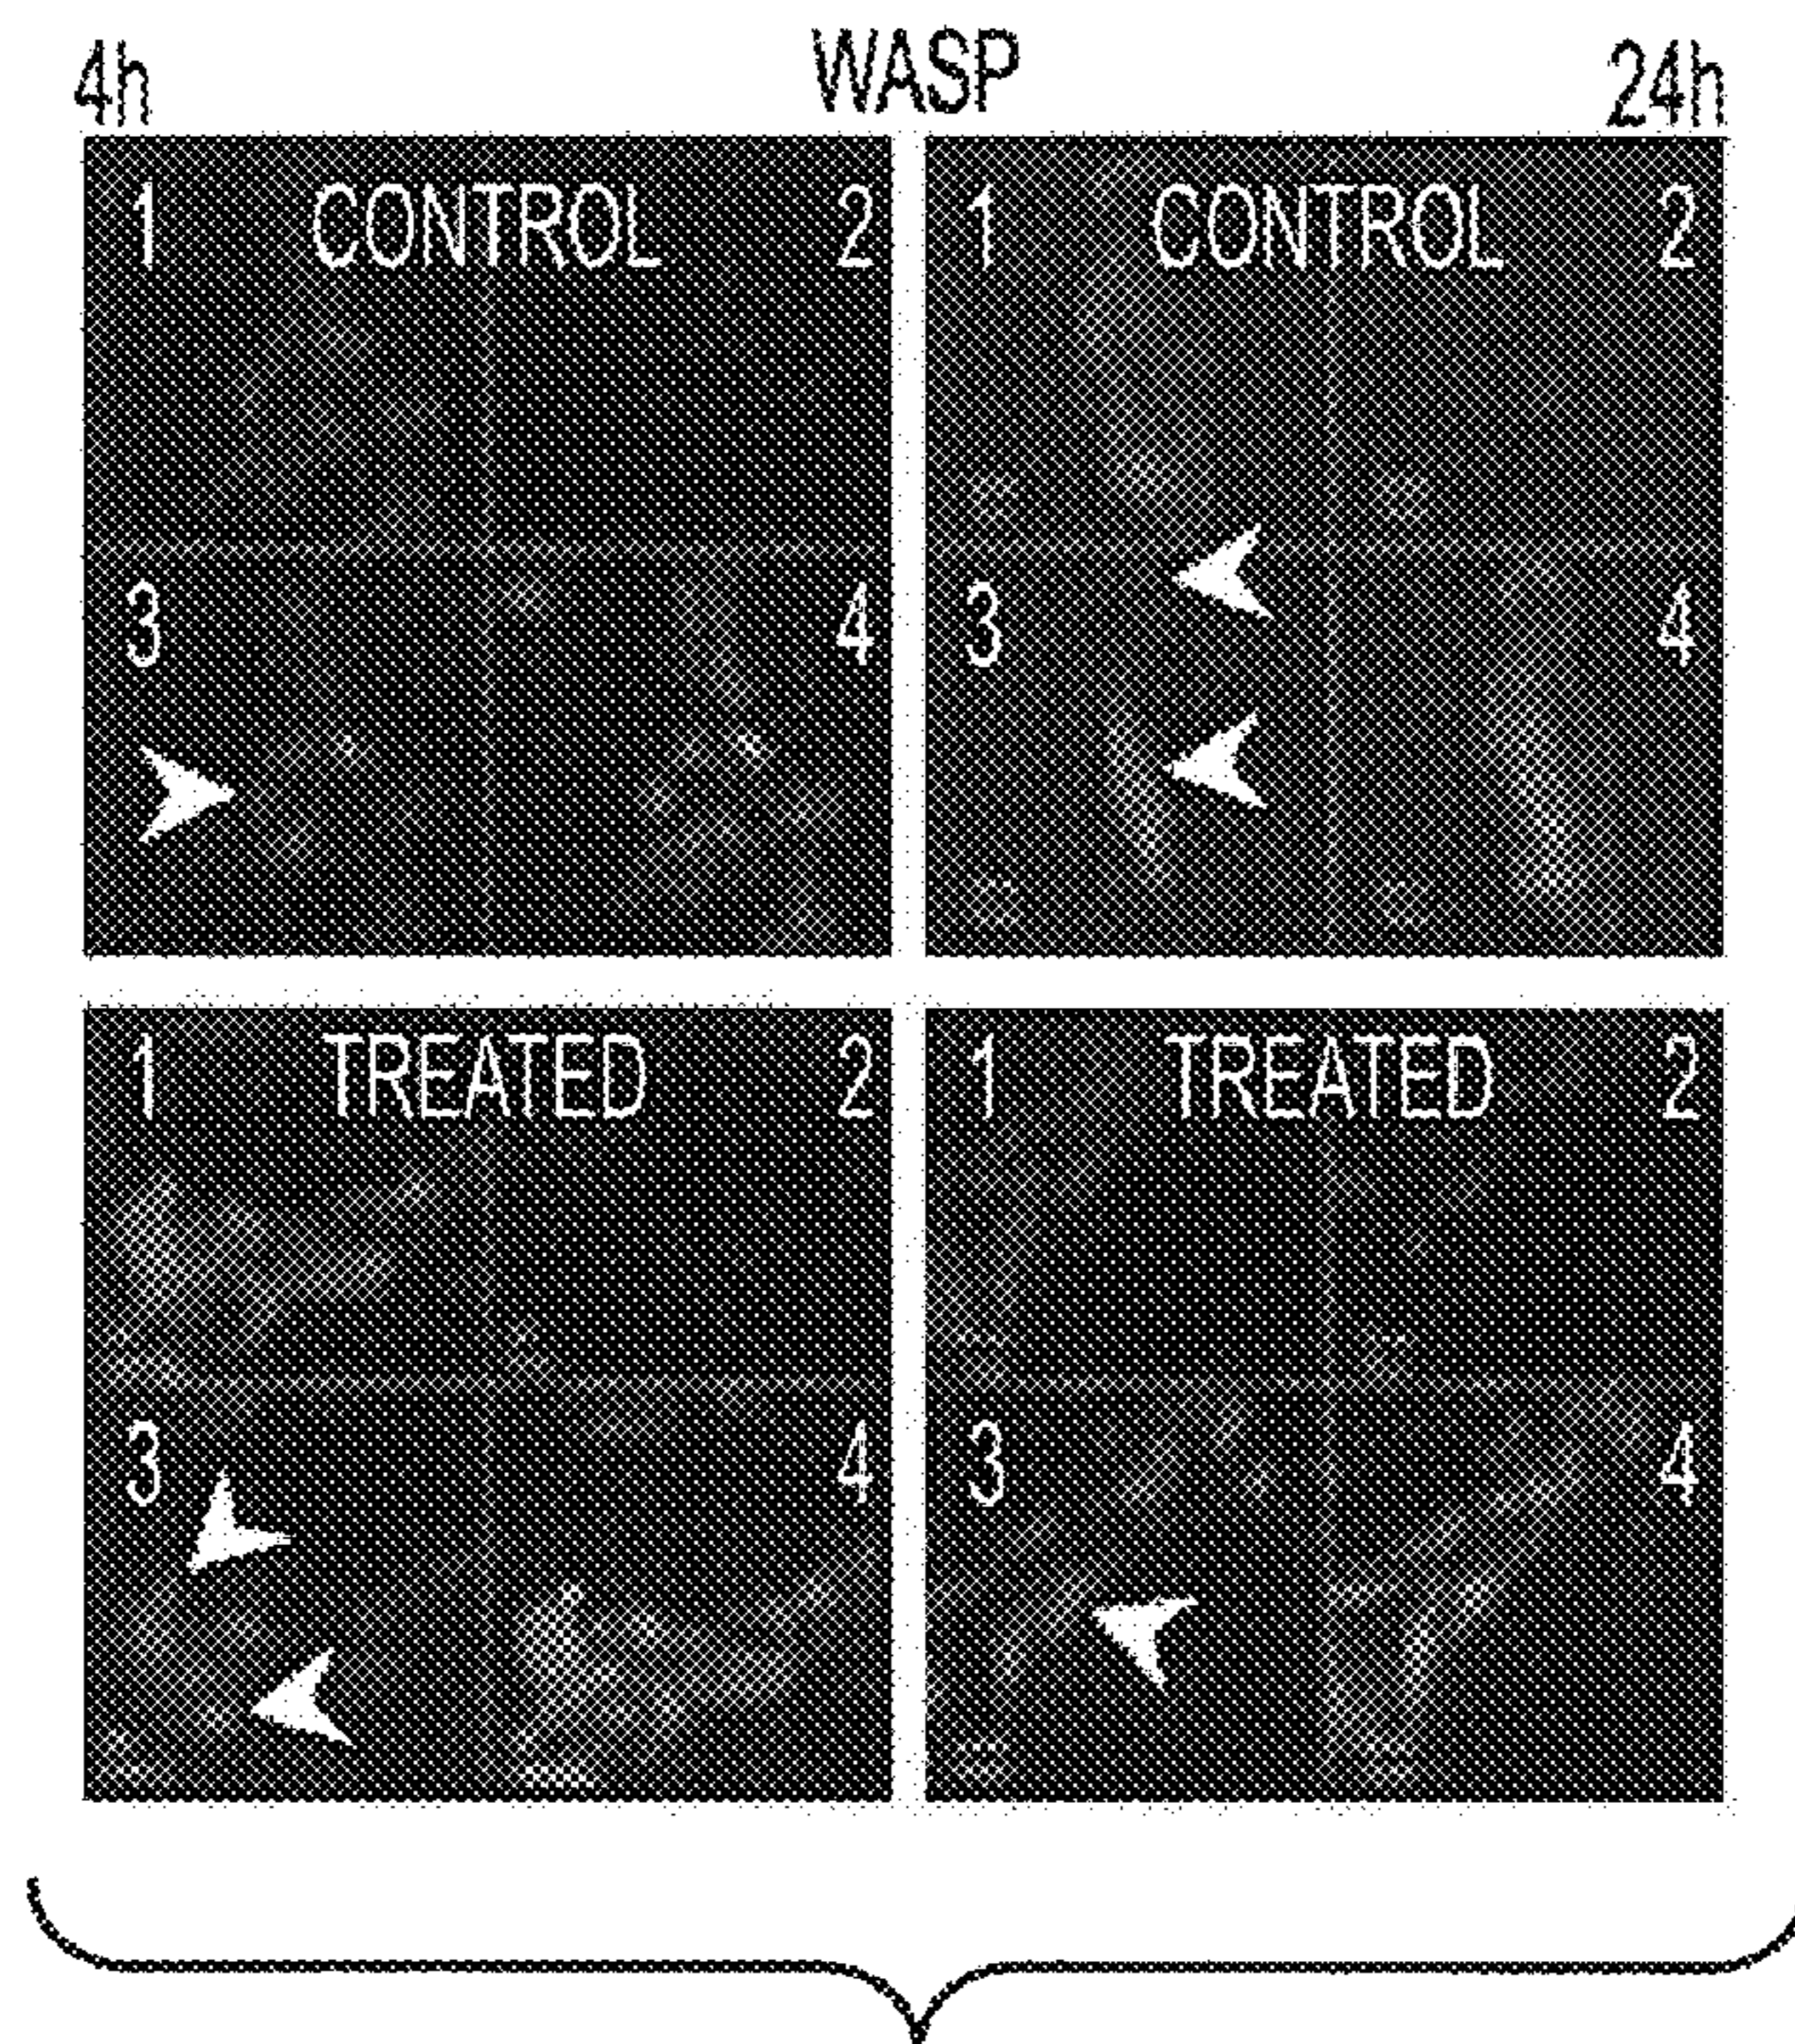 4h WASP 24h
1 CONTROL 2 1 CONTROL 2
3 4 3 4
1 TREATED 2 1 TREATED 2
3 4 3 4